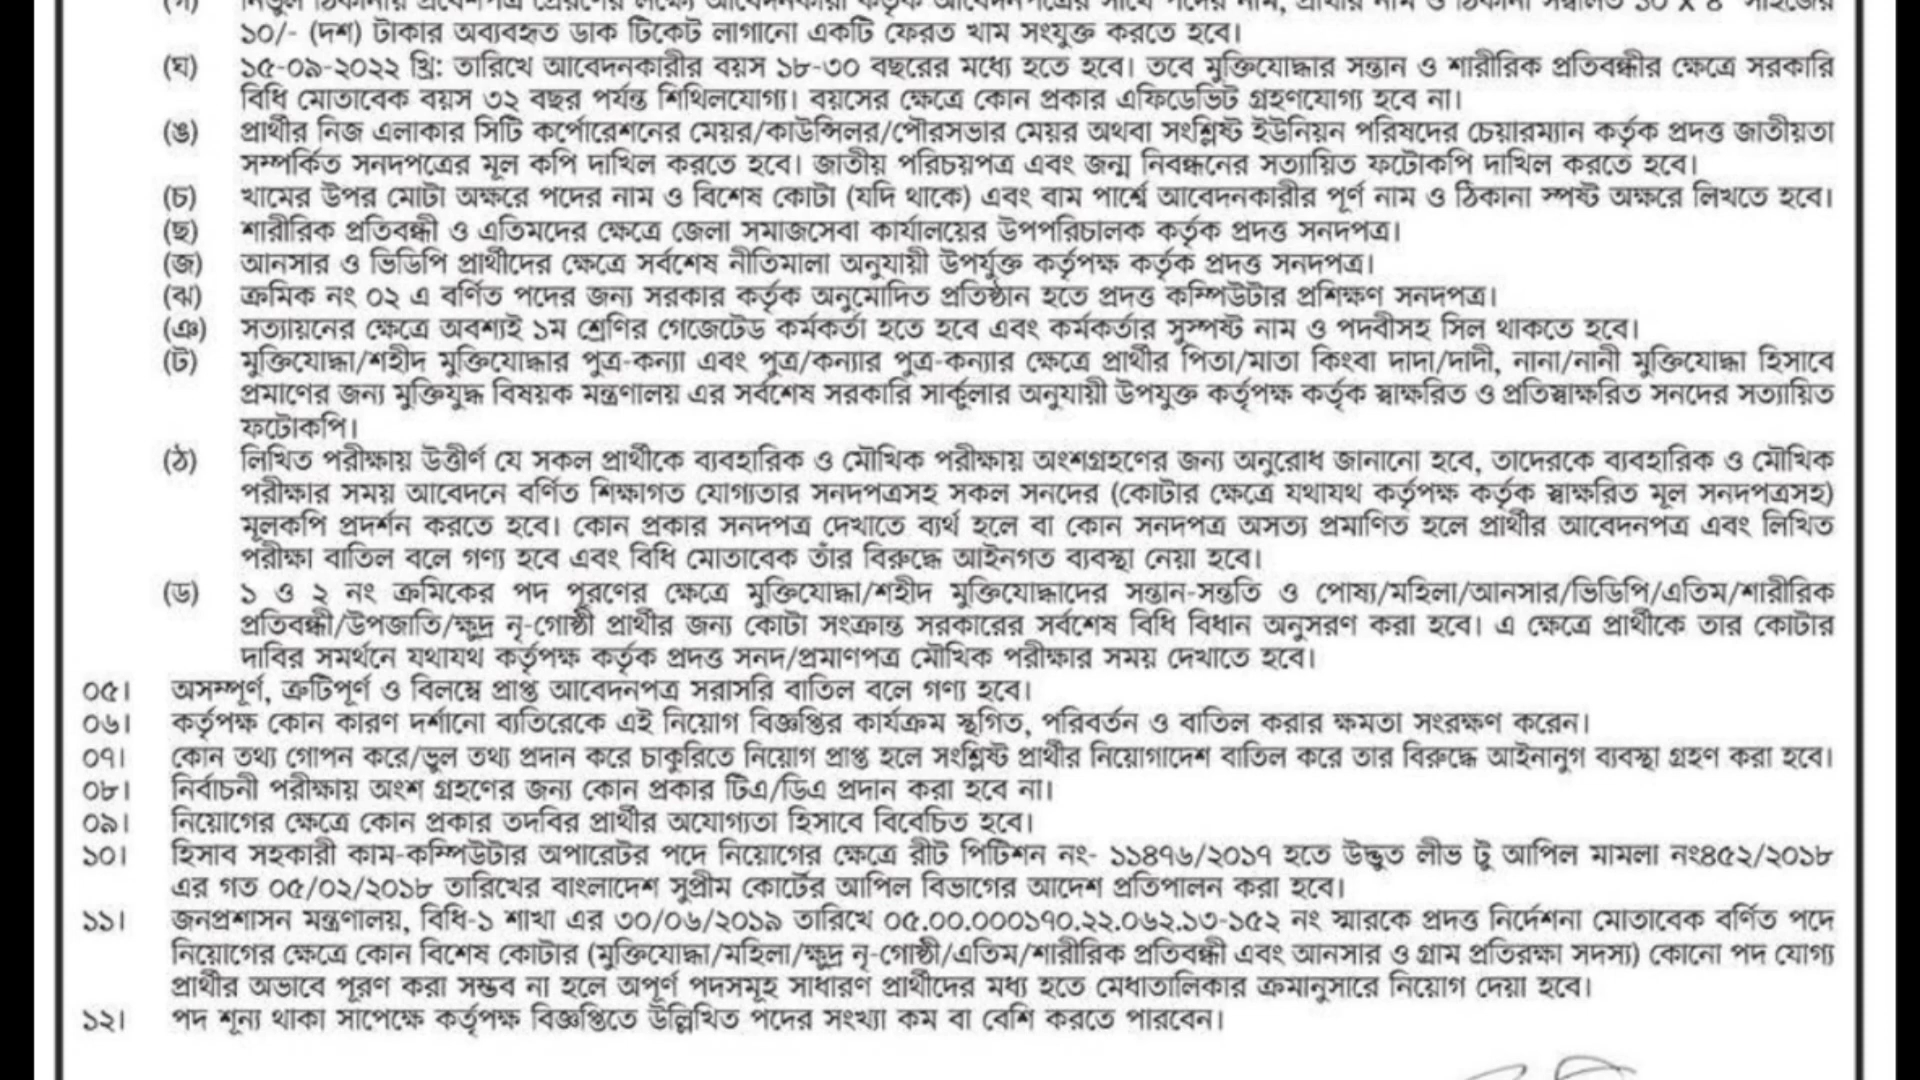 (গ) নির্ভুল ঠিকানায় প্রবেশপত্র প্রেরণের লক্ষ্যে আবেদনকারী কর্তৃক আবেদনপত্রের সাথে পদের নাম, প্রার্থীর নাম ও ঠিকানা সম্বলিত ১০ X ৪ সাইজের
১০/- (দশ) টাকার অব্যবহৃত ডাক টিকেট লাগানো একটি ফেরত খাম সংযুক্ত করতে হবে।
(ঘ) ১৫-০৯-২০২২ খ্রি: তারিখে আবেদনকারীর বয়স ১৮-৩০ বছরের মধ্যে হতে হবে। তবে মুক্তিযোদ্ধার সন্তান ও শারীরিক প্রতিবন্ধীর ক্ষেত্রে সরকারি
বিধি মোতাবেক বয়স ৩২ বছর পর্যন্ত শিথিলযোগ্য। বয়সের ক্ষেত্রে কোন প্রকার এফিডেভিট গ্রহণযোগ্য হবে না।
(ঙ) প্রার্থীর নিজ এলাকার সিটি কর্পোরেশনের মেয়র/কাউন্সিলর/পৌরসভার মেয়র অথবা সংশ্লিষ্ট ইউনিয়ন পরিষদের চেয়ারম্যান কর্তৃক প্রদত্ত জাতীয়তা
সম্পর্কিত সনদপত্রের মূল কপি দাখিল করতে হবে। জাতীয় পরিচয়পত্র এবং জন্ম নিবন্ধনের সত্যায়িত ফটোকপি দাখিল করতে হবে।
(চ) খামের উপর মোটা অক্ষরে পদের নাম ও বিশেষ কোটা (যদি থাকে) এবং বাম পার্শ্বে আবেদনকারীর পূর্ণ নাম ও ঠিকানা স্পষ্ট অক্ষরে লিখতে হবে।
(ছ) শারীরিক প্রতিবন্ধী ও এতিমদের ক্ষেত্রে জেলা সমাজসেবা কার্যালয়ের উপপরিচালক কর্তৃক প্রদত্ত সনদপত্র।
(জ) আনসার ও ভিডিপি প্রার্থীদের ক্ষেত্রে সর্বশেষ নীতিমালা অনুযায়ী উপর্যুক্ত কর্তৃপক্ষ কর্তৃক প্রদত্ত সনদপত্র।
(ঝ) ক্রমিক নং ০২ এ বর্ণিত পদের জন্য সরকার কর্তৃক অনুমোদিত প্রতিষ্ঠান হতে প্রদত্ত কম্পিউটার প্রশিক্ষণ সনদপত্র।
(ঞ) সত্যায়নের ক্ষেত্রে অবশ্যই ১ম শ্রেণির গেজেটেড কর্মকর্তা হতে হবে এবং কর্মকর্তার সুস্পষ্ট নাম ও পদবীসহ সিল থাকতে হবে।
(ট) মুক্তিযোদ্ধা/শহীদ মুক্তিযোদ্ধার পুত্র-কন্যা এবং পুত্র/কন্যার পুত্র-কন্যার ক্ষেত্রে প্রার্থীর পিতা/মাতা কিংবা দাদা/দাদী, নানা/নানী মুক্তিযোদ্ধা হিসাবে
প্রমাণের জন্য মুক্তিযুদ্ধ বিষয়ক মন্ত্রণালয় এর সর্বশেষ সরকারি সার্কুলার অনুযায়ী উপযুক্ত কর্তৃপক্ষ কর্তৃক স্বাক্ষরিত ও প্রতিস্বাক্ষরিত সনদের সত্যায়িত
ফটোকপি।
(ঠ) লিখিত পরীক্ষায় উত্তীর্ণ যে সকল প্রার্থীকে ব্যবহারিক ও মৌখিক পরীক্ষায় অংশগ্রহণের জন্য অনুরোধ জানানো হবে, তাদেরকে ব্যবহারিক ও মৌখিক
পরীক্ষার সময় আবেদনে বর্ণিত শিক্ষাগত যোগ্যতার সনদপত্রসহ সকল সনদের (কোটার ক্ষেত্রে যথাযথ কর্তৃপক্ষ কর্তৃক স্বাক্ষরিত মূল সনদপত্রসহ)
মূলকপি প্রদর্শন করতে হবে। কোন প্রকার সনদপত্র দেখাতে ব্যর্থ হলে বা কোন সনদপত্র অসত্য প্রমাণিত হলে প্রার্থীর আবেদনপত্র এবং লিখিত
পরীক্ষা বাতিল বলে গণ্য হবে এবং বিধি মোতাবেক তাঁর বিরুদ্ধে আইনগত ব্যবস্থা নেয়া হবে।
(ড) ১ ও ২ নং ক্রমিকের পদ পূরণের ক্ষেত্রে মুক্তিযোদ্ধা/শহীদ মুক্তিযোদ্ধাদের সন্তান-সন্ততি ও পোষ্য/মহিলা/আনসার/ভিডিপি/এতিম/শারীরিক
প্রতিবন্ধী/উপজাতি/ক্ষুদ্র নৃ-গোষ্ঠী প্রার্থীর জন্য কোটা সংক্রান্ত সরকারের সর্বশেষ বিধি বিধান অনুসরণ করা হবে। এ ক্ষেত্রে প্রার্থীকে তার কোটার
দাবির সমর্থনে যথাযথ কর্তৃপক্ষ কর্তৃক প্রদত্ত সনদ/প্রমাণপত্র মৌখিক পরীক্ষার সময় দেখাতে হবে।
০৫। অসম্পূর্ণ, ত্রুটিপূর্ণ ও বিলম্বে প্রাপ্ত আবেদনপত্র সরাসরি বাতিল বলে গণ্য হবে।
০৬। কর্তৃপক্ষ কোন কারণ দর্শানো ব্যতিরেকে এই নিয়োগ বিজ্ঞপ্তির কার্যক্রম স্থগিত, পরিবর্তন ও বাতিল করার ক্ষমতা সংরক্ষণ করেন।
০৭। কোন তথ্য গোপন করে/ভুল তথ্য প্রদান করে চাকুরিতে নিয়োগ প্রাপ্ত হলে সংশ্লিষ্ট প্রার্থীর নিয়োগাদেশ বাতিল করে তার বিরুদ্ধে আইনানুগ ব্যবস্থা গ্রহণ করা হবে।
০৮। নির্বাচনী পরীক্ষায় অংশ গ্রহণের জন্য কোন প্রকার টিএ/ডিএ প্রদান করা হবে না।
০৯। নিয়োগের ক্ষেত্রে কোন প্রকার তদবির প্রার্থীর অযোগ্যতা হিসাবে বিবেচিত হবে।
১০। হিসাব সহকারী কাম-কম্পিউটার অপারেটর পদে নিয়োগের ক্ষেত্রে রীট পিটিশন নং- ১১৪৭৬/২০১৭ হতে উদ্ভুত লীভ টু আপিল মামলা নং৪৫২/২০১৮
এর গত ০৫/০২/২০১৮ তারিখের বাংলাদেশ সুপ্রীম কোর্টের আপিল বিভাগের আদেশ প্রতিপালন করা হবে।
১১। জনপ্রশাসন মন্ত্রণালয়, বিধি-১ শাখা এর ৩০/০৬/২০১৯ তারিখে ০৫.০০.০০০১৭০.২২.০৬২.১৩-১৫২ নং স্মারকে প্রদত্ত নির্দেশনা মোতাবেক বর্ণিত পদে
নিয়োগের ক্ষেত্রে কোন বিশেষ কোটার (মুক্তিযোদ্ধা/মহিলা/ক্ষুদ্র নৃ-গোষ্ঠী/এতিম/শারীরিক প্রতিবন্ধী এবং আনসার ও গ্রাম প্রতিরক্ষা সদস্য) কোনো পদ যোগ্য
প্রার্থীর অভাবে পূরণ করা সম্ভব না হলে অপূর্ণ পদসমূহ সাধারণ প্রার্থীদের মধ্য হতে মেধাতালিকার ক্রমানুসারে নিয়োগ দেয়া হবে।
১২। পদ শূন্য থাকা সাপেক্ষে কর্তৃপক্ষ বিজ্ঞপ্তিতে উল্লিখিত পদের সংখ্যা কম বা বেশি করতে পারবেন।